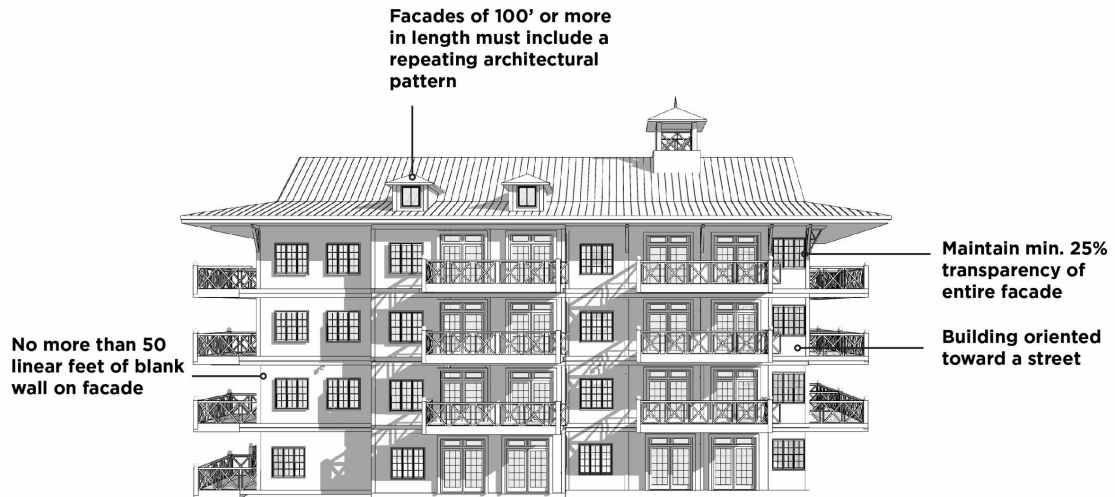 Facades of 100’ or more
in length must include a
repeating architectural
pattern
Maintain min. 25%
transparency of
entire facade
Building oriented
toward a street
No more than 50
linear feet of blank
wall on facade